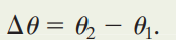 Δθ = θ₂ − θ₁.